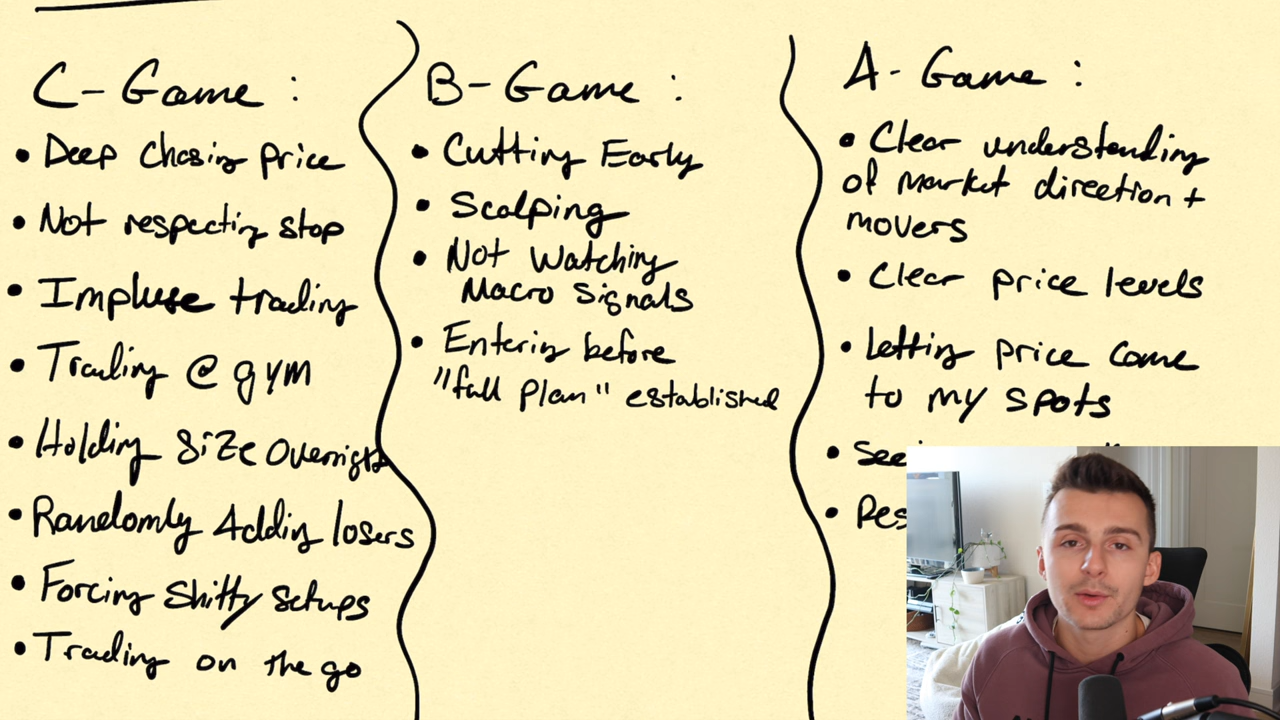 C-Game:
• Deep Chasing Price
• Not respecting stop
• Impluse trading
• Trading @ gym
• Holding Size Overnight
• Randomly Adding losers
• Forcing Shitty Setups
• Trading on the go
B-Game:
• Cutting Early
• Scalping
• Not Watching
Macro Signals
• Entering before
"full Plan" established
A-Game:
• Clear understanding
of market direction +
movers
• Clear price levels
• Letting price come
to my spots